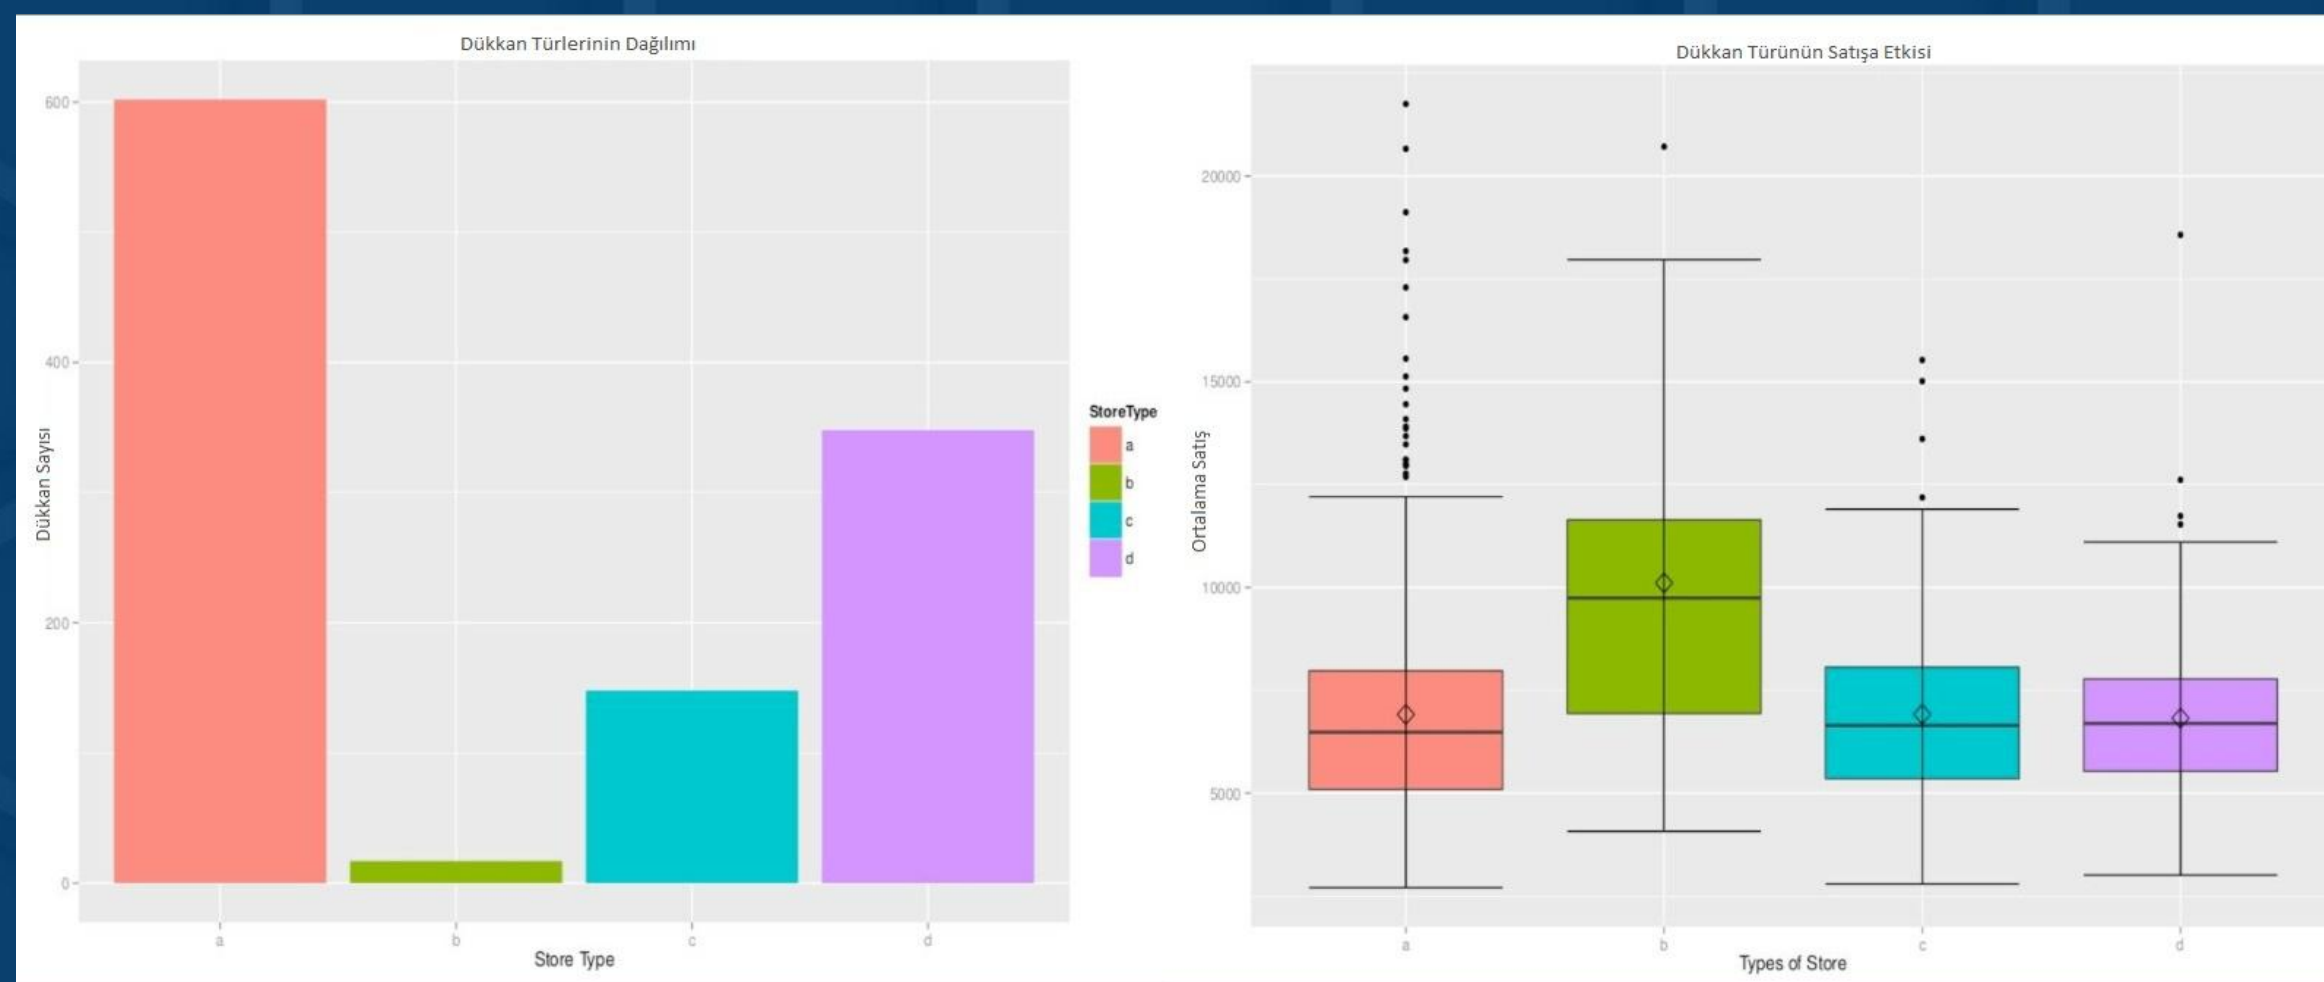 Dükkan Türlerinin Dağılımı
600
400
200
0
Dükkan Sayısı
a
b
c
d
Store Type
StoreType
a
b
c
d
Dükkan Türünün Satışa Etkisi
20000
15000
10000
5000
Ortalama Satış
a
b
c
d
Types of Store